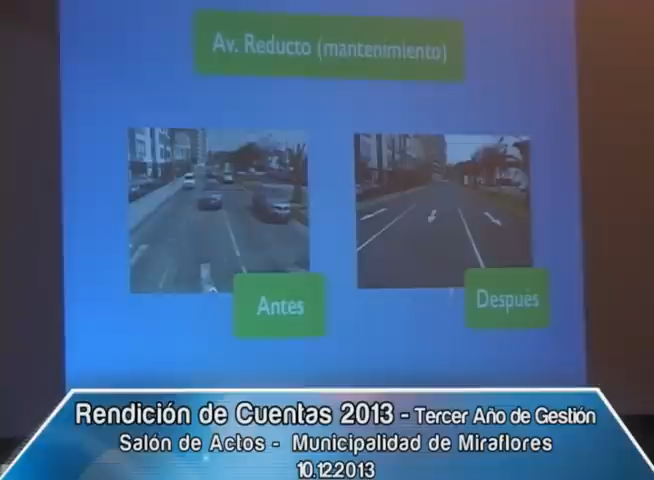 Av. Reducto (mantenimiento)
Antes
Después
Rendición de Cuentas 2013 - Tercer Año de Gestión
Salón de Actos - Municipalidad de Miraflores
10.12.2013